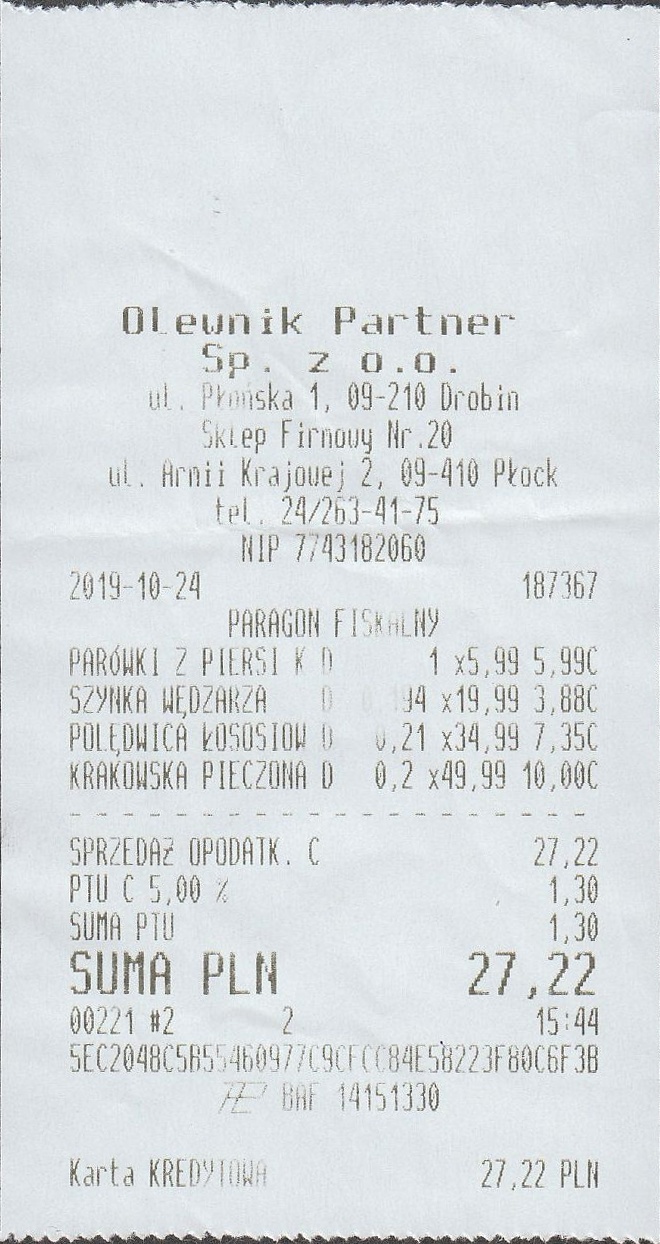 Olewnik Partner
Sp. z o.o.
ul. Płońska 1, 09-210 Drobin
Sklep Firmowy Nr.20
ul. Armii Krajowej 2, 09-410 Płock
tel. 24/263-41-75
NIP 7743182060
2019-10-24 187367
PARAGON FISKALNY
PARÓWKI Z PIERSI K D 1 x5,99 5,99C
SZYNKA WĘDZARZA D 0,194 x19,99 3,88C
POLĘDWICA ŁOSOSIOW D 0,21 x34,99 7,35C
KRAKOWSKA PIECZONA D 0,2 x49,99 10,00C
- - - - - - - - - - - - - - - - - - - -
SPRZEDAŻ OPODATK. C 27,22
PTU C 5,00 % 1,30
SUMA PTU 1,30
SUMA PLN 27,22
00221 #2 2 15:44
5EC2048C5B55460977C9CFCC84E58223F80C6F3B
BAF 14151330
Karta KREDYTOWA 27,22 PLN